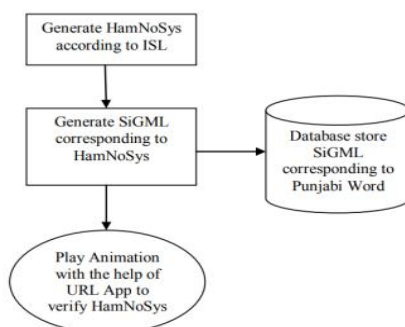 Generate HamNoSys
according to ISL
Generate SiGML
corresponding to
HamNoSys
Database store
SiGML
corresponding to
Punjabi Word
Play Animation
with the help of
URL App to
verify HamNoSys